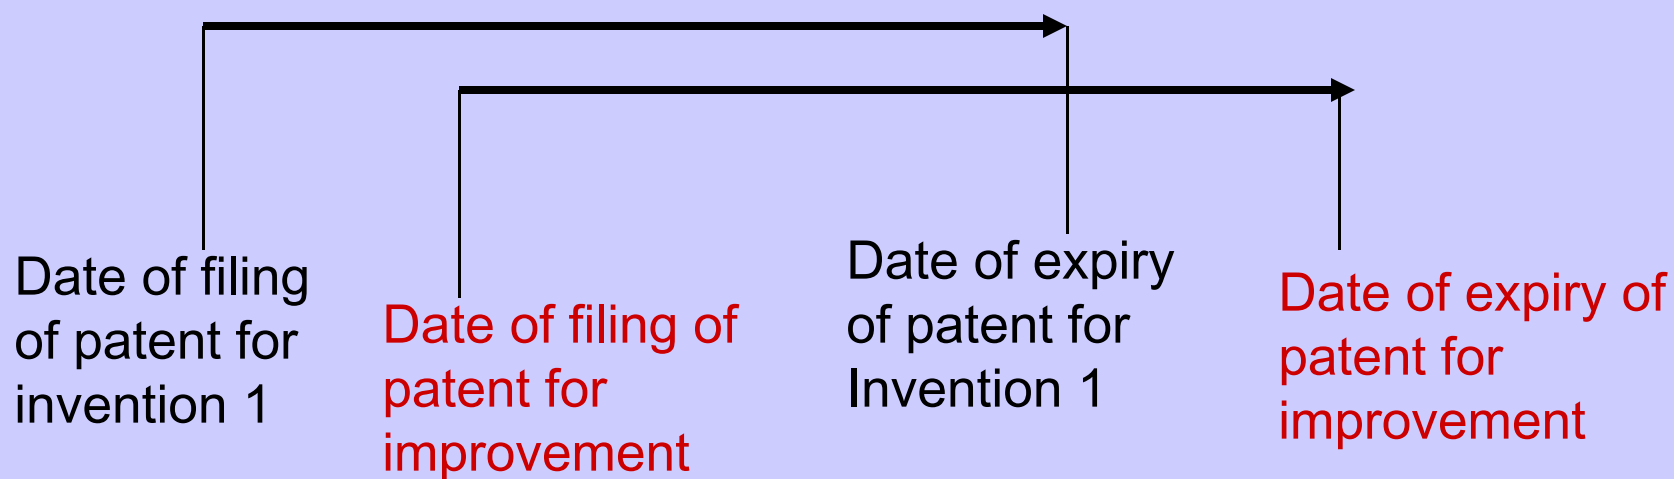 Date of filing
of patent for
invention 1
Date of filing of
patent for
improvement
Date of expiry
of patent for
Invention 1
Date of expiry of
patent for
improvement